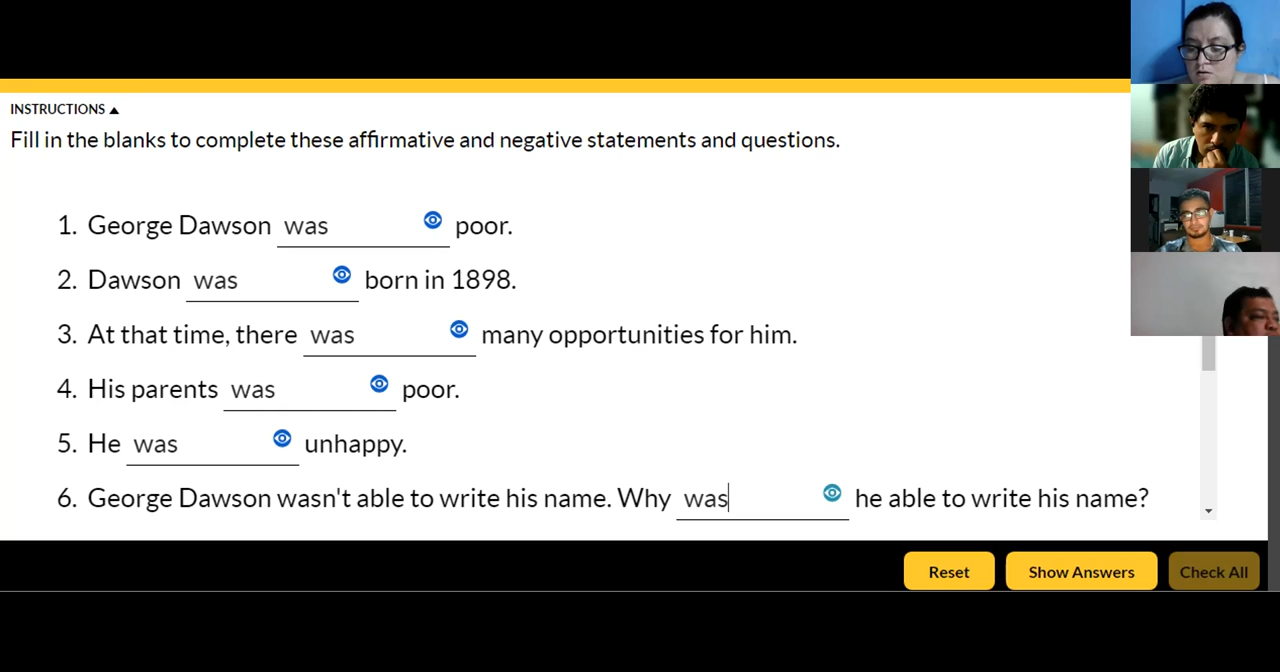 INSTRUCTIONS ▲
Fill in the blanks to complete these affirmative and negative statements and questions.
1. George Dawson was poor.
2. Dawson was born in 1898.
3. At that time, there was many opportunities for him.
4. His parents was poor.
5. He was unhappy.
6. George Dawson wasn't able to write his name. Why was he able to write his name?
Reset Show Answers Check All